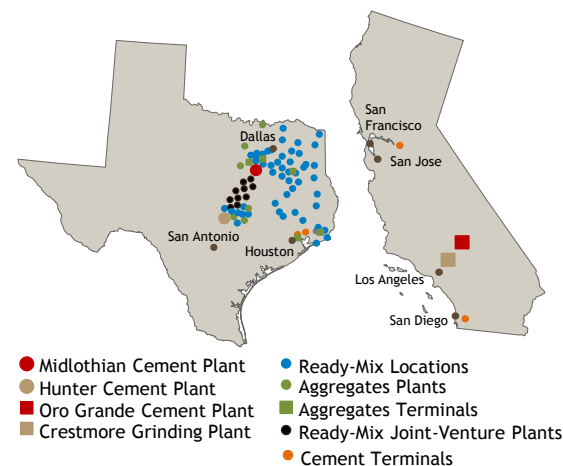 San
Francisco
Dallas
San Jose
San Antonio
Houston
Los Angeles
San Diego
Midlothian Cement Plant
Hunter Cement Plant
Oro Grande Cement Plant
Crestmore Grinding Plant
Ready-Mix Locations
Aggregates Plants
Aggregates Terminals
Ready-Mix Joint-Venture Plants
Cement Terminals